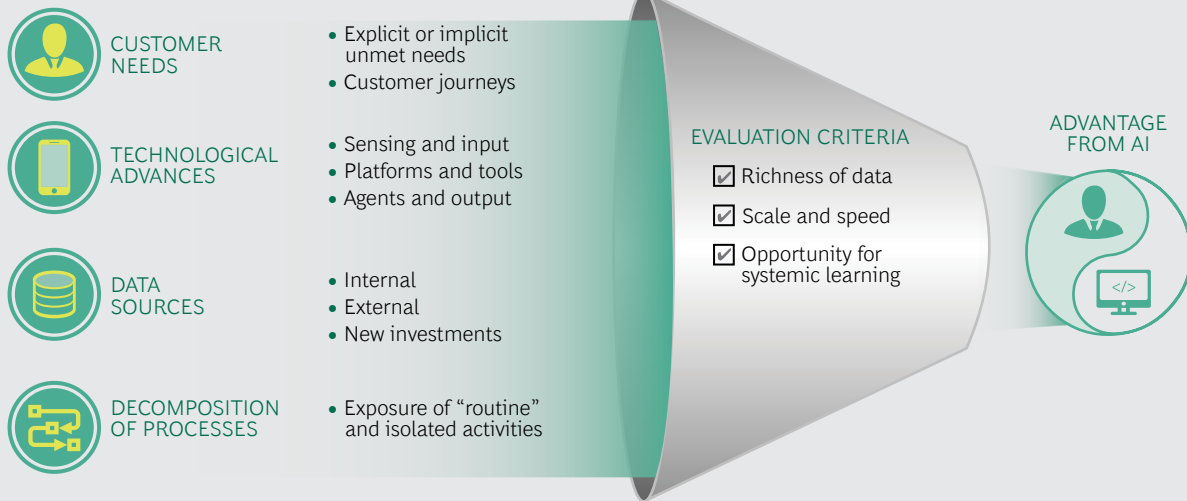 CUSTOMER
NEEDS
• Explicit or implicit
unmet needs
• Customer journeys
TECHNOLOGICAL
ADVANCES
• Sensing and input
• Platforms and tools
• Agents and output
DATA
SOURCES
• Internal
• External
• New investments
DECOMPOSITION
OF PROCESSES
• Exposure of “routine”
and isolated activities
EVALUATION CRITERIA
Richness of data
Scale and speed
Opportunity for
systemic learning
ADVANTAGE
FROM AI
</>